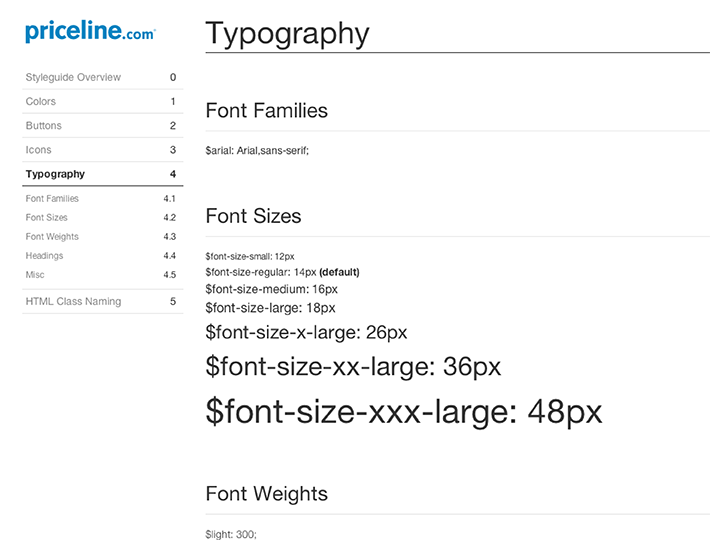 priceline.com
Styleguide Overview 0
Colors 1
Buttons 2
Icons 3
Typography 4
Font Families 4.1
Font Sizes 4.2
Font Weights 4.3
Headings 4.4
Misc 4.5
HTML Class Naming 5
Typography
Font Families
$arial: Arial,sans-serif;
Font Sizes
$font-size-small: 12px
$font-size-regular: 14px (default)
$font-size-medium: 16px
$font-size-large: 18px
$font-size-x-large: 26px
$font-size-xx-large: 36px
$font-size-xxx-large: 48px
Font Weights
$light: 300;